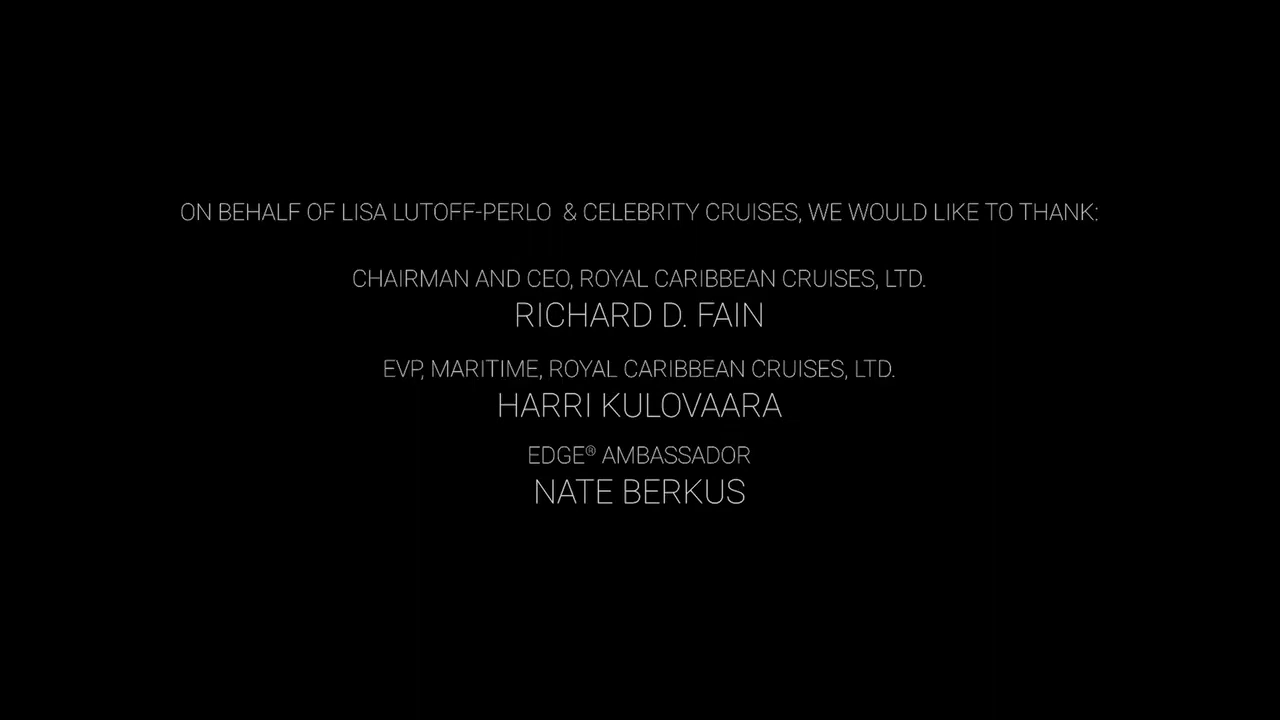 ON BEHALF OF LISA LUTOFF-PERLO & CELEBRITY CRUISES, WE WOULD LIKE TO THANK:
CHAIRMAN AND CEO, ROYAL CARIBBEAN CRUISES, LTD.
RICHARD D. FAIN
EVP, MARITIME, ROYAL CARIBBEAN CRUISES, LTD.
HARRI KULOVAARA
EDGE® AMBASSADOR
NATE BERKUS